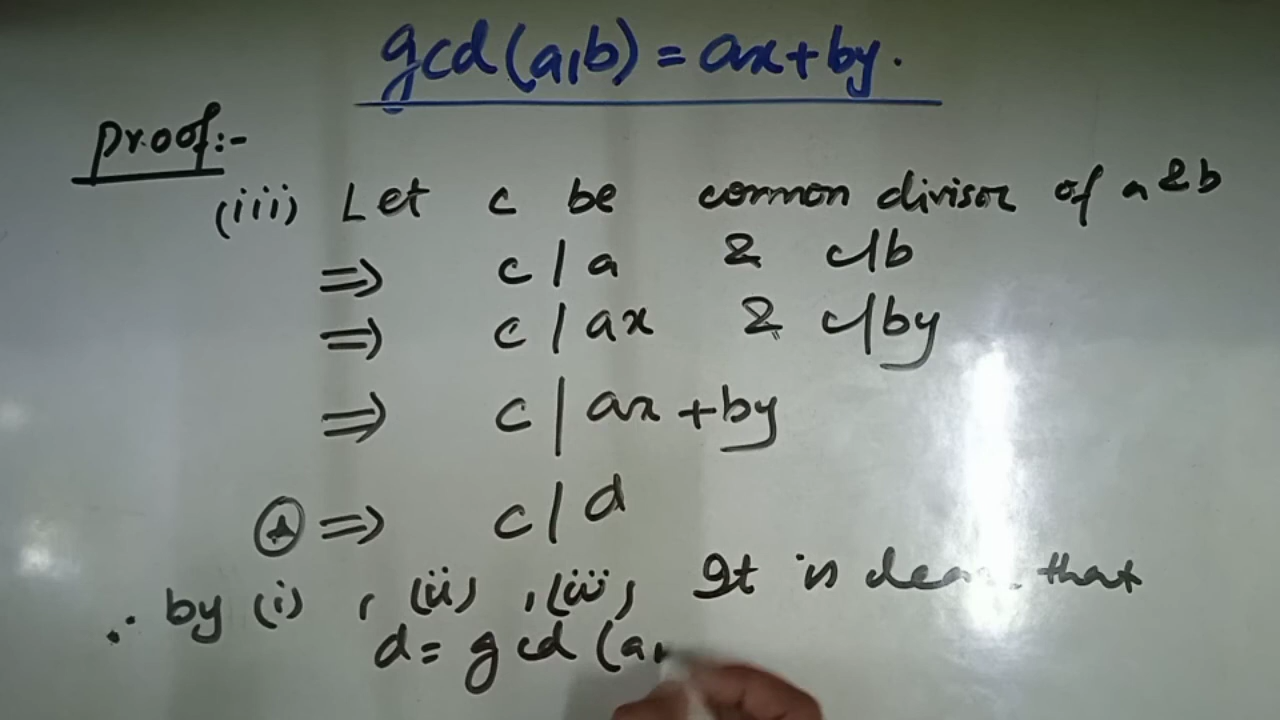 gcd(a,b) = ax+by.
Proof:-
(iii) Let c be common divisor of a & b
⇒ c | a & c | b
⇒ c | ax & c | by
⇒ c | ax + by
⇒ c | d
∴ by (i), (ii), (iii) It is clear that
d = gcd (a,